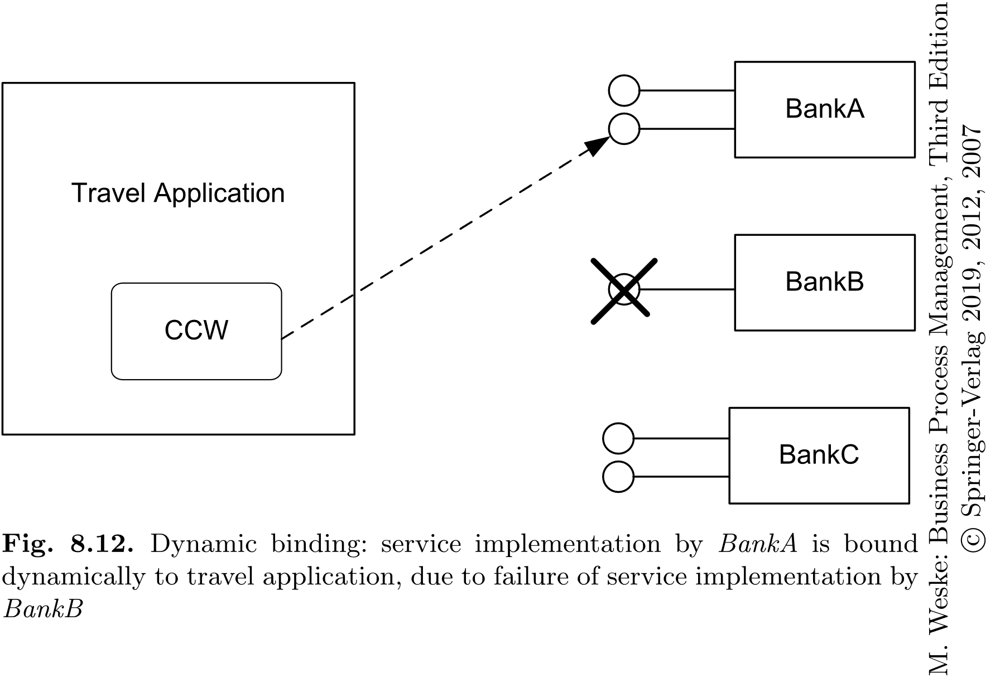 Travel Application
CCW
BankA
BankB
BankC
Fig. 8.12. Dynamic binding: service implementation by BankA is bound
dynamically to travel application, due to failure of service implementation by
BankB
M. Weske: Business Process Management, Third Edition
© Springer-Verlag 2019, 2012, 2007